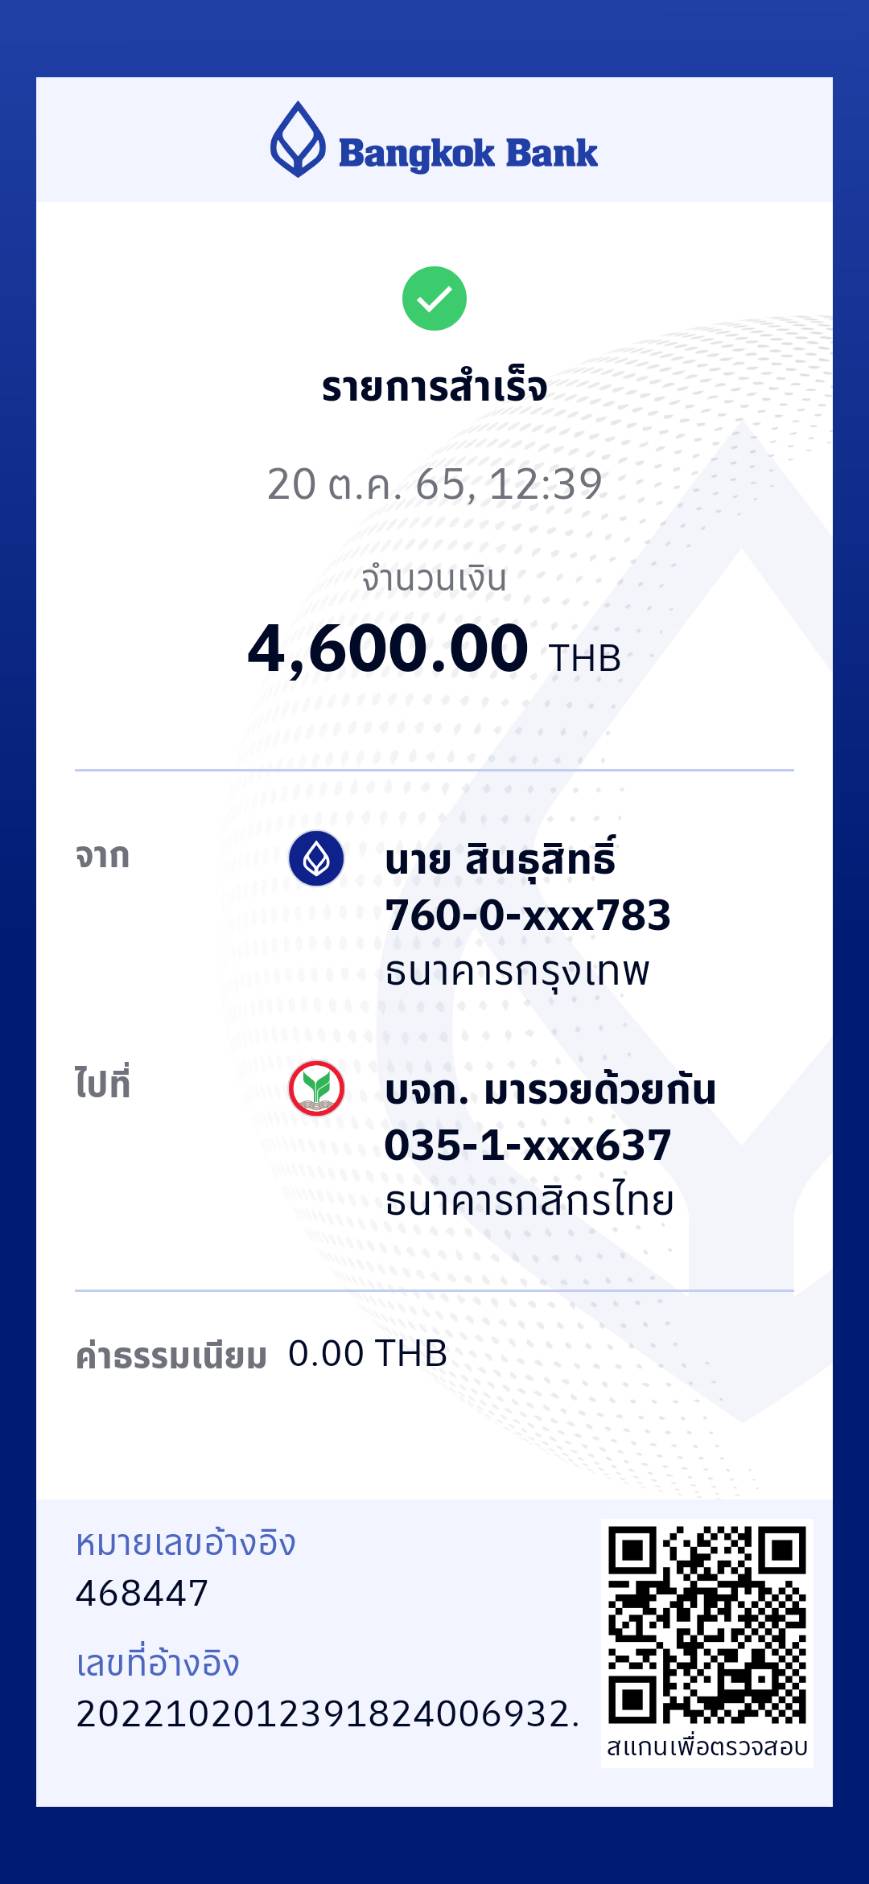 Bangkok Bank
รายการสำเร็จ
20 ต.ค. 65, 12:39
จำนวนเงิน
4,600.00 THB
จาก
นาย สินธุสิทธิ์
760-0-xxx783
ธนาคารกรุงเทพ
ไปที่
บจก. มารวยด้วยกัน
035-1-xxx637
ธนาคารกสิกรไทย
ค่าธรรมเนียม 0.00 THB
หมายเลขอ้างอิง
468447
เลขที่อ้างอิง
2022102012391824006932.
สแกนเพื่อตรวจสอบ